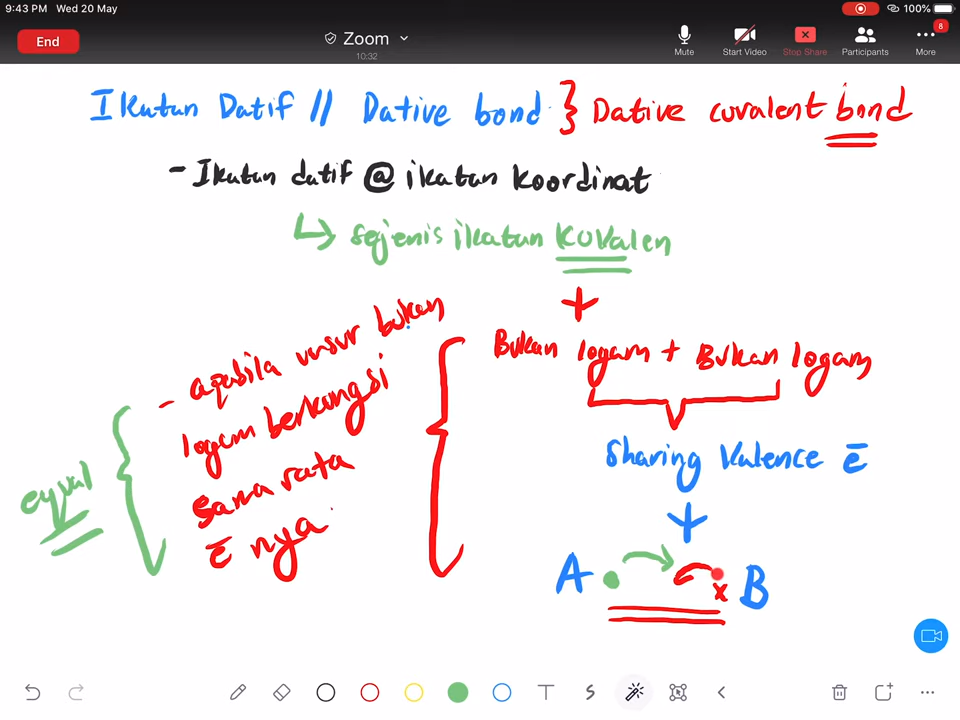 9:43 PM Wed 20 May
100%
End
Zoom
10:32
Mute
Start Video
Stop Share
Participants
8
More
Ikatan Datif // Dative bond } Dative covalent bond
- Ikatan datif @ ikatan koordinat
↳ sejenis ikatan kovalen
Bukan logam + Bukan logam
Sharing Valence ē
A B
x
- apabila unsur bukan
logam berkongsi
sama rata
ē nya.
equal
T